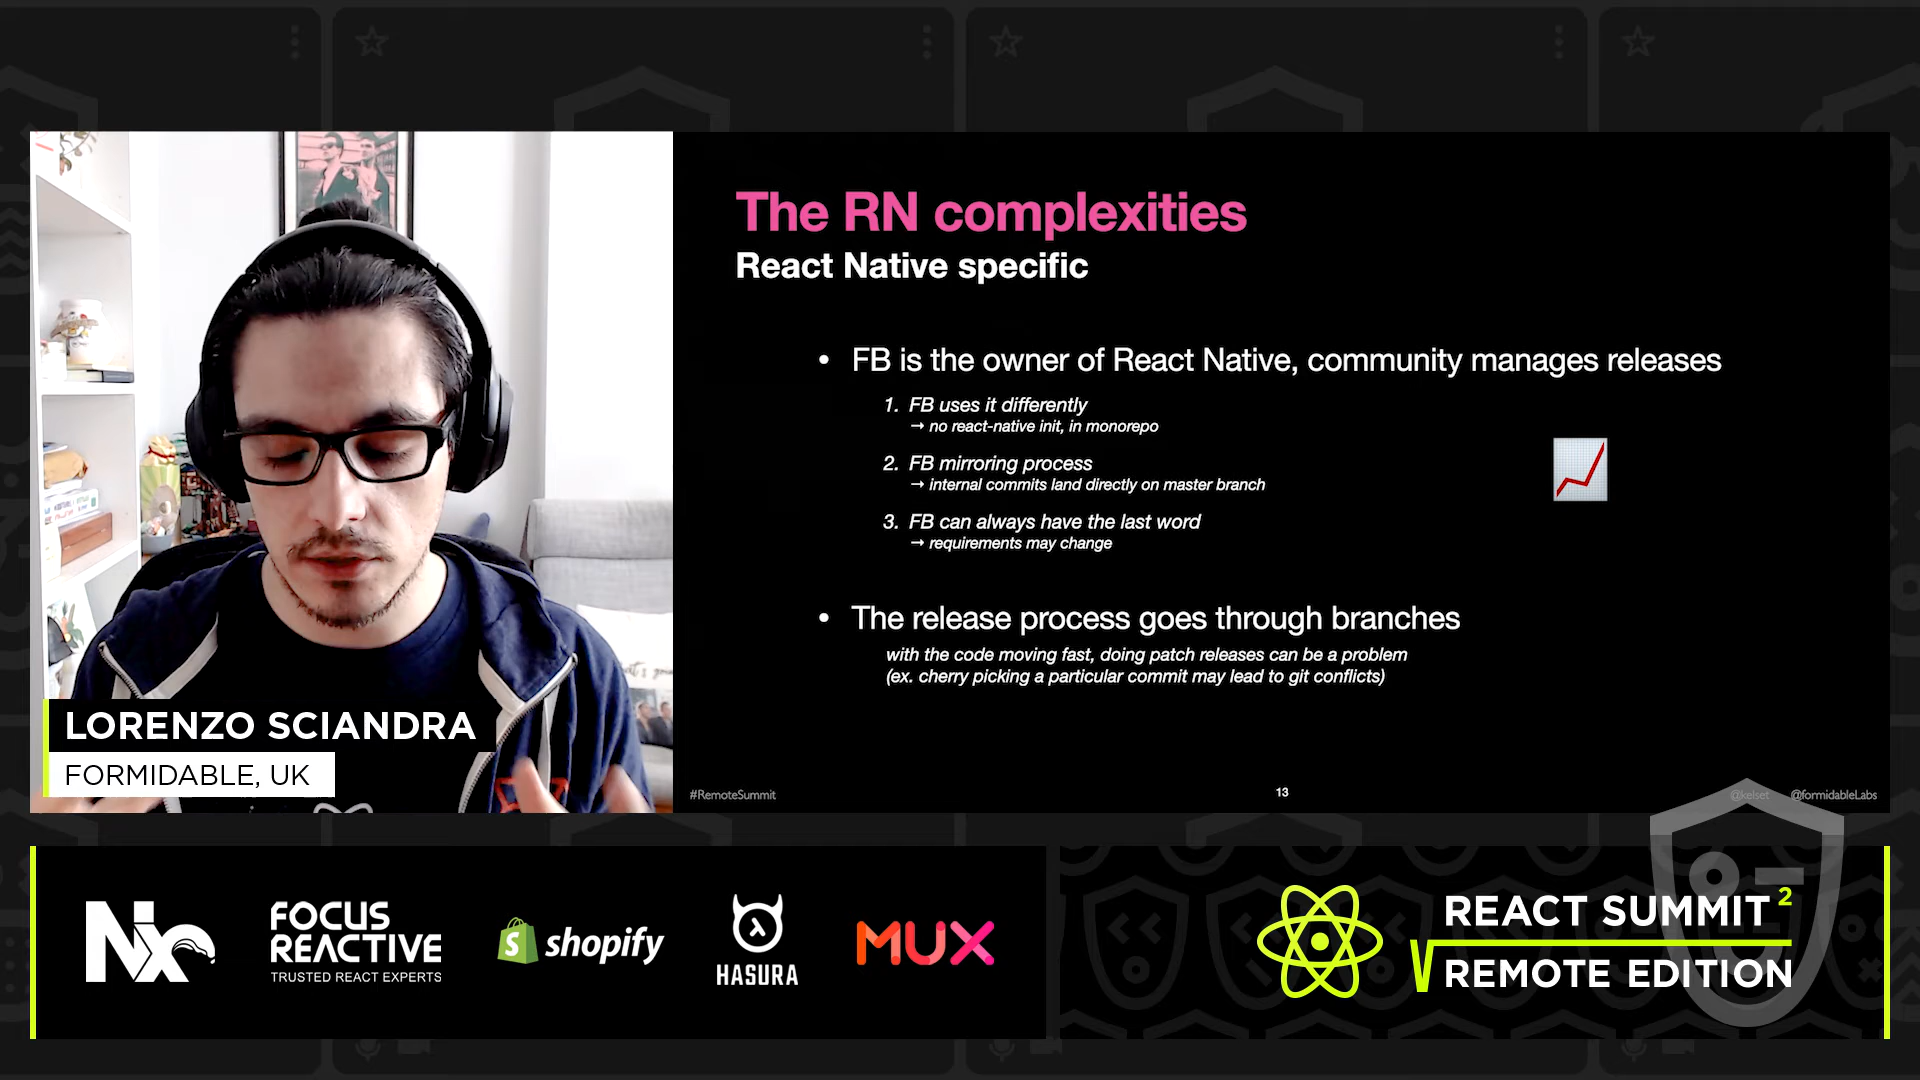 The RN complexities
React Native specific
• FB is the owner of React Native, community manages releases
1. FB uses it differently
→ no react-native init, in monorepo
2. FB mirroring process
→ internal commits land directly on master branch
3. FB can always have the last word
→ requirements may change
• The release process goes through branches
with the code moving fast, doing patch releases can be a problem
(ex. cherry picking a particular commit may lead to git conflicts)
#RemoteSummit
13
@kelset
@formidableLabs
LORENZO SCIANDRA
FORMIDABLE, UK
Nx
FOCUS
REACTIVE
TRUSTED REACT EXPERTS
shopify
HASURA
MUX
REACT SUMMIT 2
REMOTE EDITION